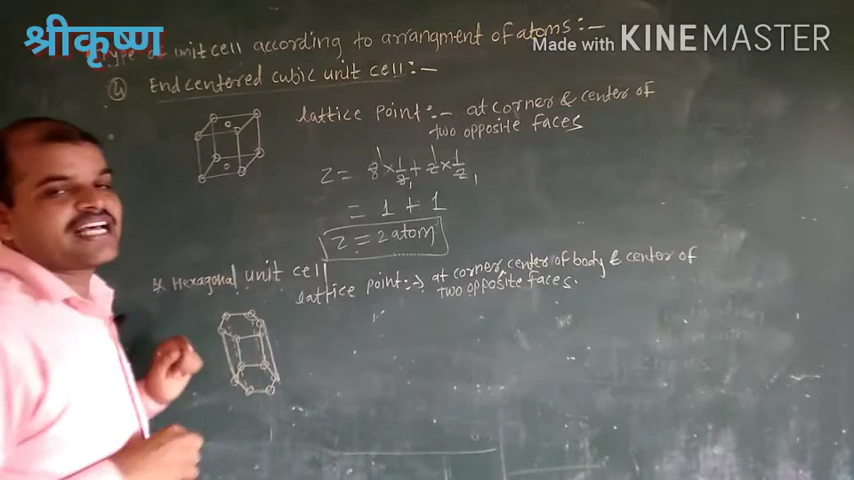 श्रीकृष्ण
Made with KINEMASTER
Type of unit cell according to arrangment of atoms:-
4) End centered cubic unit cell:-
lattice point:- at corner & center of
two opposite faces
Z = 8 × 1/8 + 2 × 1/2
= 1 + 1
Z = 2 atom
* Hexagonal unit cell
lattice point:-> at corner, center of body & center of
two opposite faces.